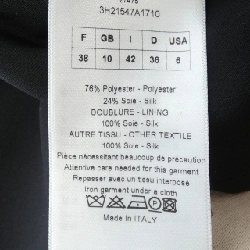 3H21547A1710
F GB I D USA
38 10 42 36 6
76% Polyester - Polyester
24% Soie - Silk
DOUBLURE - LINING
100% Soie - Silk
AUTRE TISSU - OTHER TEXTILE
100% Soie - Silk
Pièce nécessitant beaucoup de précaution
Attentive care needed for this garment
Repasser avec un tissu interposé
Iron garment under a cloth
Made in ITALY